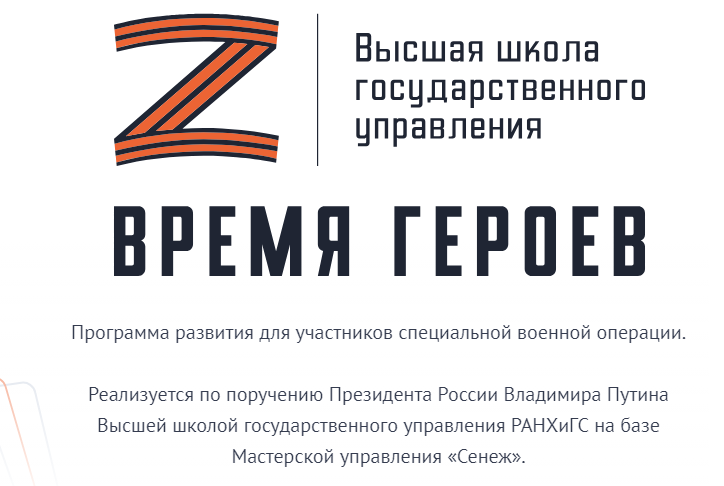 Высшая школа
государственного
управления
ВРЕМЯ ГЕРОЕВ
Программа развития для участников специальной военной операции.
Реализуется по поручению Президента России Владимира Путина
Высшей школой государственного управления РАНХиГС на базе
Мастерской управления «Сенеж».